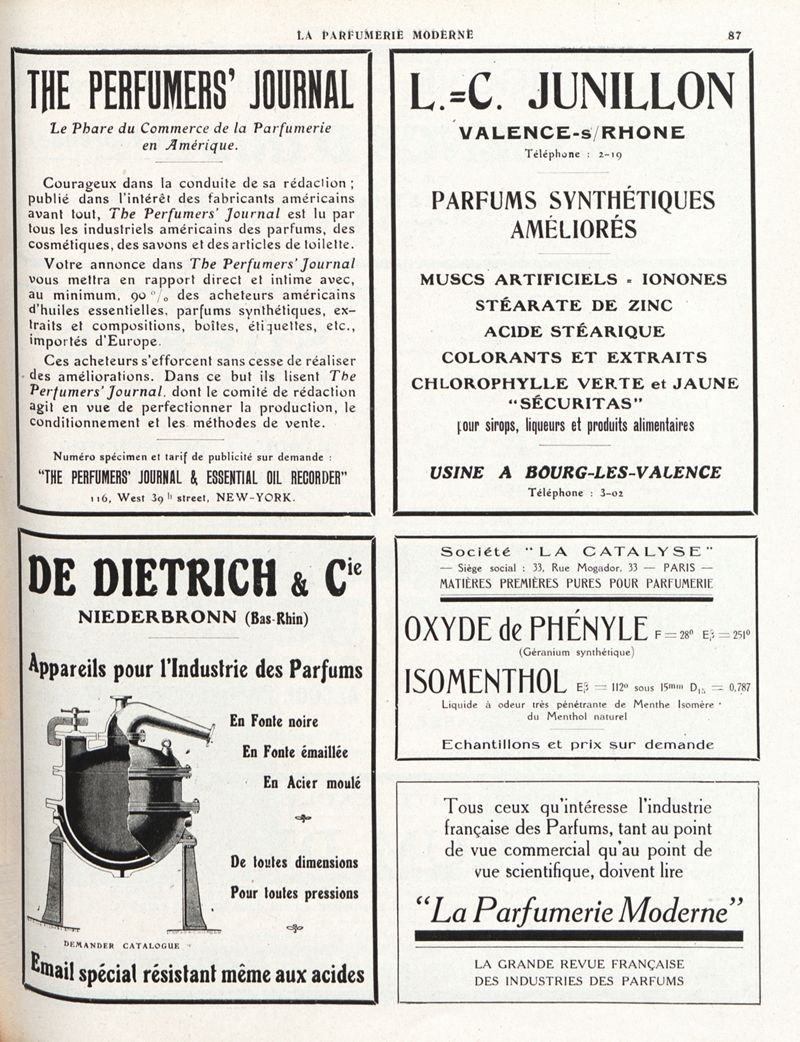 LA PARFUMERIE MODERNE
87
THE PERFUMERS' JOURNAL
Le Phare du Commerce de la Parfumerie
en Amérique.
Courageux dans la conduite de sa rédaction ;
publié dans l'intérêt des fabricants américains
avant tout, The Perfumers' Journal est lu par
tous les industriels américains des parfums, des
cosmétiques, des savons et des articles de toilette.
Votre annonce dans The Perfumers' Journal
vous mettra en rapport direct et intime avec,
au minimum, 90 % des acheteurs américains
d'huiles essentielles, parfums synthétiques, ex-
traits et compositions, boîtes, étiquettes, etc.,
importés d'Europe.
Ces acheteurs s'efforcent sans cesse de réaliser
des améliorations. Dans ce but ils lisent The
Perfumers' Journal, dont le comité de rédaction
agit en vue de perfectionner la production, le
conditionnement et les méthodes de vente.
Numéro spécimen et tarif de publicité sur demande :
"THE PERFUMERS' JOURNAL & ESSENTIAL OIL RECORDER"
116, West 39 h street, NEW-YORK.
L.=C. JUNILLON
VALENCE-s/RHONE
Téléphone : 2-19
PARFUMS SYNTHÉTIQUES
AMÉLIORÉS
MUSCS ARTIFICIELS = IONONES
STÉARATE DE ZINC
ACIDE STÉARIQUE
COLORANTS ET EXTRAITS
CHLOROPHYLLE VERTE et JAUNE
"SÉCURITAS"
pour sirops, liqueurs et produits alimentaires
USINE A BOURG-LES-VALENCE
Téléphone : 3-02
DE DIETRICH & Cie
NIEDERBRONN (Bas-Rhin)
Appareils pour l'Industrie des Parfums
En Fonte noire
En Fonte émaillée
En Acier moulé
De toutes dimensions
Pour toutes pressions
DEMANDER CATALOGUE
Email spécial résistant même aux acides
Société "LA CATALYSE"
— Siège social : 33, Rue Mogador, 33 — PARIS —
MATIÈRES PREMIÈRES PURES POUR PARFUMERIE
OXYDE de PHÉNYLE F = 28° Eβ = 251°
(Géranium synthétique)
ISOMENTHOL Eβ = 112° sous 15mm D15 = 0,787
Liquide à odeur très pénétrante de Menthe Isomère
du Menthol naturel
Echantillons et prix sur demande
Tous ceux qu'intéresse l'industrie
française des Parfums, tant au point
de vue commercial qu'au point de
vue scientifique, doivent lire
"La Parfumerie Moderne"
LA GRANDE REVUE FRANÇAISE
DES INDUSTRIES DES PARFUMS